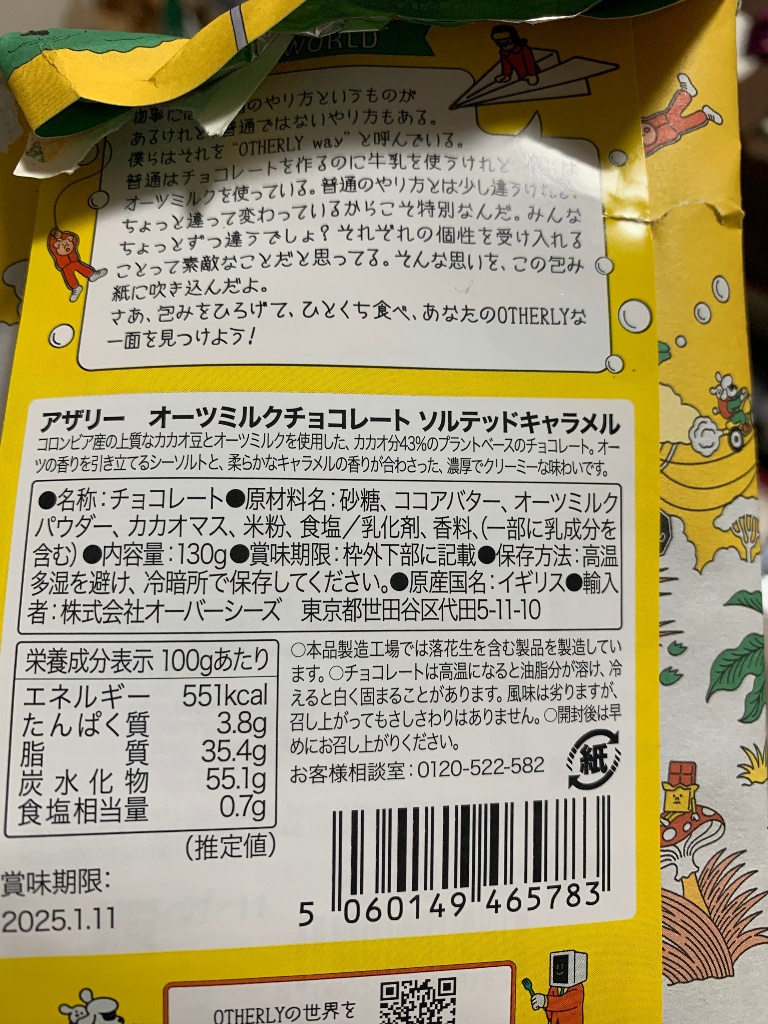 WORLD
のやり方というものが
あるけれど 普通ではないやり方もある。
僕らはそれを “OTHERLY way” と呼んでいる。
普通はチョコレートを作るのに牛乳を使うけれど
オーツミルクを使っている。普通のやり方とは少し違うけれど、
ちょっと違って変わっているからこそ特別なんだ。みんな
ちょっとずつ違うでしょ？それぞれの個性を受け入れる
ことって素敵なことだと思ってる。そんな思いを、この包み
紙に吹き込んだよ。
さあ、包みをひろげて、ひとくち食べ、あなたのOTHERLYな
一面を見つけよう！
アザリー オーツミルクチョコレート ソルテッドキャラメル
コロンビア産の上質なカカオ豆とオーツミルクを使用した、カカオ分43%のプラントベースのチョコレート。オー
ツの香りを引き立てるシーソルトと、柔らかなキャラメルの香りが合わさった、濃厚でクリーミーな味わいです。
●名称：チョコレート●原材料名：砂糖、ココアバター、オーツミルク
パウダー、カカオマス、米粉、食塩／乳化剤、香料、（一部に乳成分を
含む）●内容量：130g●賞味期限：枠外下部に記載●保存方法：高温
多湿を避け、冷暗所で保存してください。●原産国名：イギリス●輸入
者：株式会社オーバーシーズ 東京都世田谷区代田5-11-10
栄養成分表示 100gあたり
エネルギー 551kcal
たんぱく質 3.8g
脂質 35.4g
炭水化物 55.1g
食塩相当量 0.7g
（推定値）
○本品製造工場では落花生を含む製品を製造してい
ます。○チョコレートは高温になると油脂分が溶け、冷
えると白く固まることがあります。風味は劣りますが、
召し上がってもさしさわりはありません。○開封後は早
めにお召し上がりください。
お客様相談室：0120-522-582
紙
賞味期限：
2025.1.11
5 060149 465783
OTHERLYの世界を